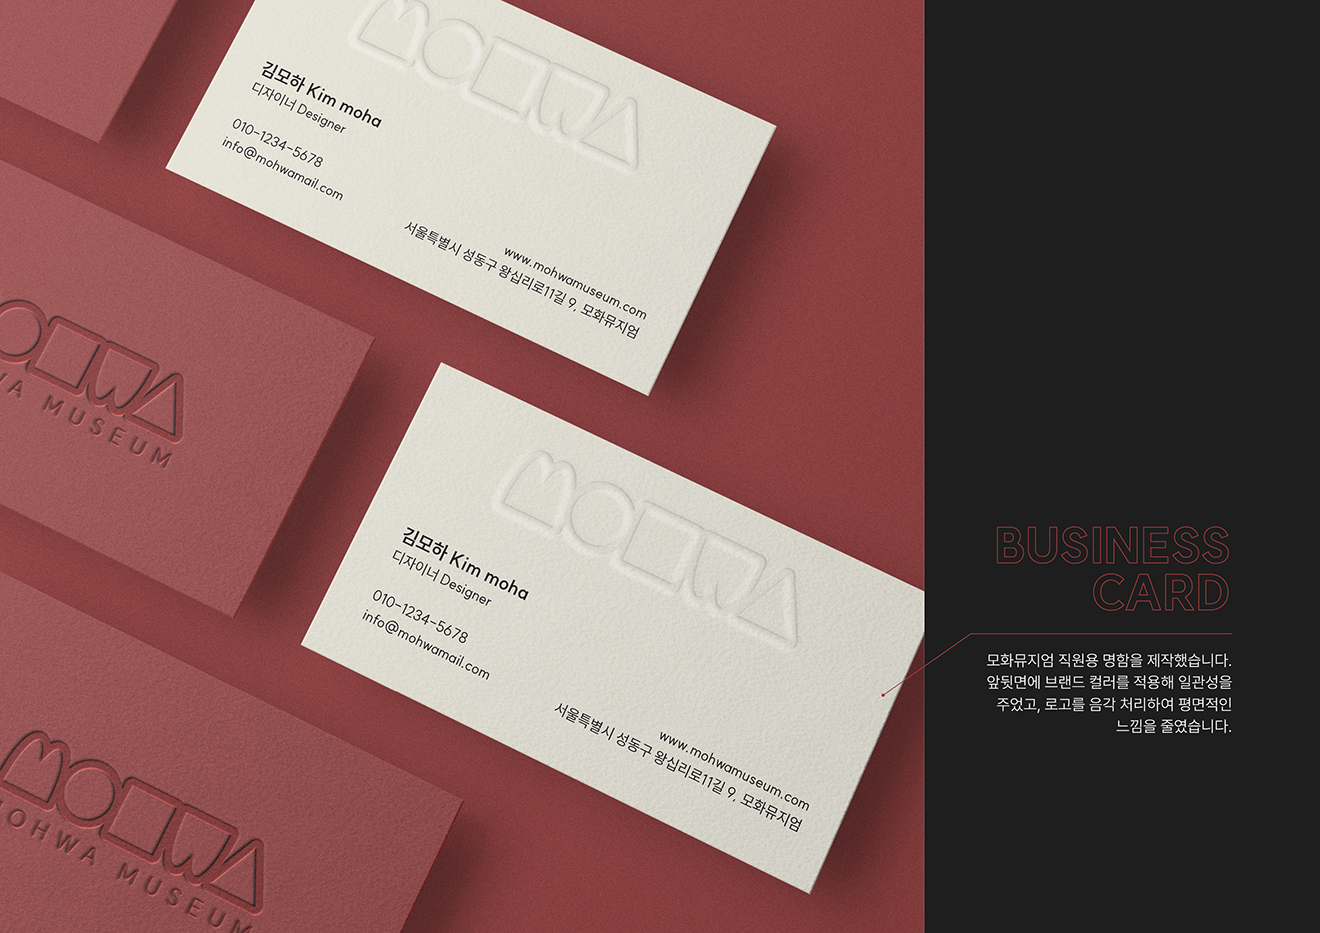 MOHWA
김모하 Kim moha
디자이너 Designer
010-1234-5678
info@mohwamail.com
www.mohwamuseum.com
서울특별시 성동구 왕십리로11길 9, 모화뮤지엄
MOHWA
WA MUSEUM
MOHWA
김모하 Kim moha
디자이너 Designer
010-1234-5678
info@mohwamail.com
www.mohwamuseum.com
서울특별시 성동구 왕십리로11길 9, 모화뮤지엄
MOHWA
MOHWA MUSEUM
BUSINESS
CARD
모화뮤지엄 직원용 명함을 제작했습니다.
앞뒷면에 브랜드 컬러를 적용해 일관성을
주었고, 로고를 음각 처리하여 평면적인
느낌을 줄였습니다.